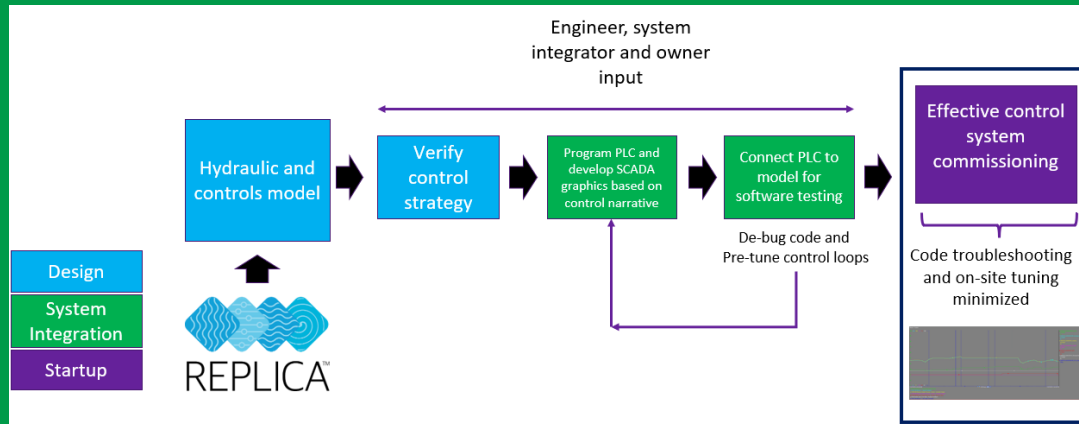 Engineer, system
integrator and owner
input
Hydraulic and
controls model
Verify
control
strategy
Program PLC and
develop SCADA
graphics based on
control narrative
Connect PLC to
model for
software testing
Effective control
system
commissioning
De-bug code and
Pre-tune control loops
Code troubleshooting
and on-site tuning
minimized
Design
System
Integration
Startup
REPLICA™